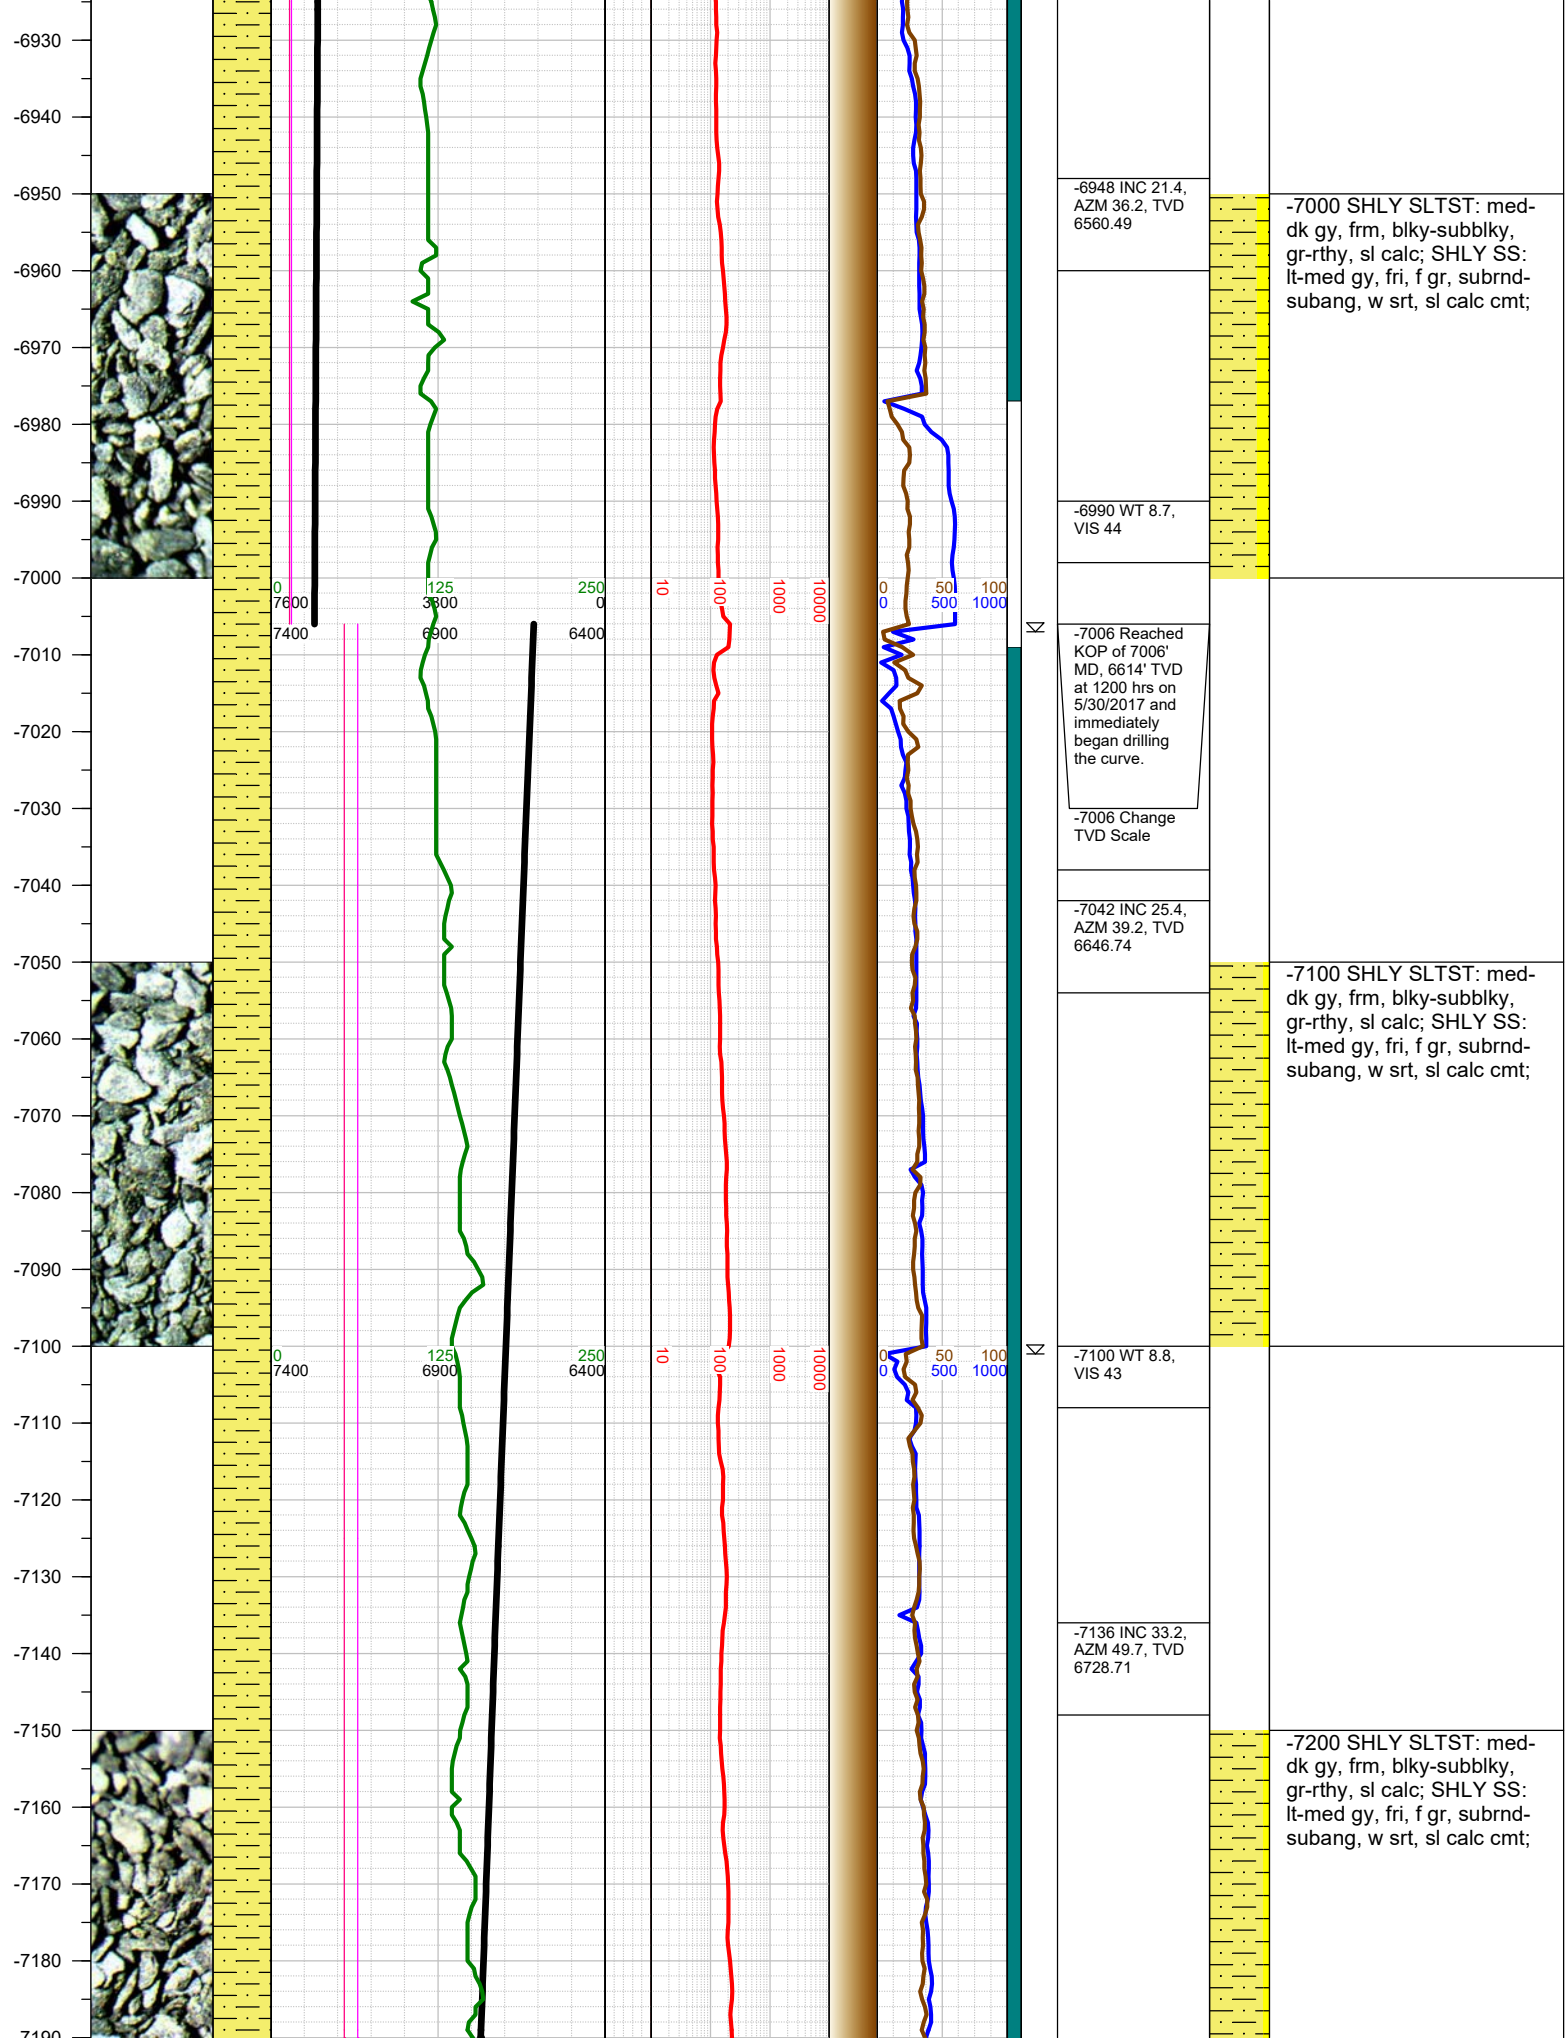 -6930
-6940
-6950
-6960
-6970
-6980
-6990
-7000
-7010
-7020
-7030
-7040
-7050
-7060
-7070
-7080
-7090
-7100
-7110
-7120
-7130
-7140
-7150
-7160
-7170
-7180
-7190
0 125 250
7600 3800 0
7400 6900 6400
10 100 1000 10000
0 50 100
0 500 1000
0 125 250
7400 6900 6400
10 100 1000 10000
0 50 100
0 500 1000
-6948 INC 21.4,
AZM 36.2, TVD
6560.49
-6990 WT 8.7,
VIS 44
-7006 Reached
KOP of 7006'
MD, 6614' TVD
at 1200 hrs on
5/30/2017 and
immediately
began drilling
the curve.
-7006 Change
TVD Scale
-7042 INC 25.4,
AZM 39.2, TVD
6646.74
-7100 WT 8.8,
VIS 43
-7136 INC 33.2,
AZM 49.7, TVD
6728.71
-7000 SHLY SLTST: med-
dk gy, frm, blky-subblky,
gr-rthy, sl calc; SHLY SS:
lt-med gy, fri, f gr, subrnd-
subang, w srt, sl calc cmt;
-7100 SHLY SLTST: med-
dk gy, frm, blky-subblky,
gr-rthy, sl calc; SHLY SS:
lt-med gy, fri, f gr, subrnd-
subang, w srt, sl calc cmt;
-7200 SHLY SLTST: med-
dk gy, frm, blky-subblky,
gr-rthy, sl calc; SHLY SS:
lt-med gy, fri, f gr, subrnd-
subang, w srt, sl calc cmt;